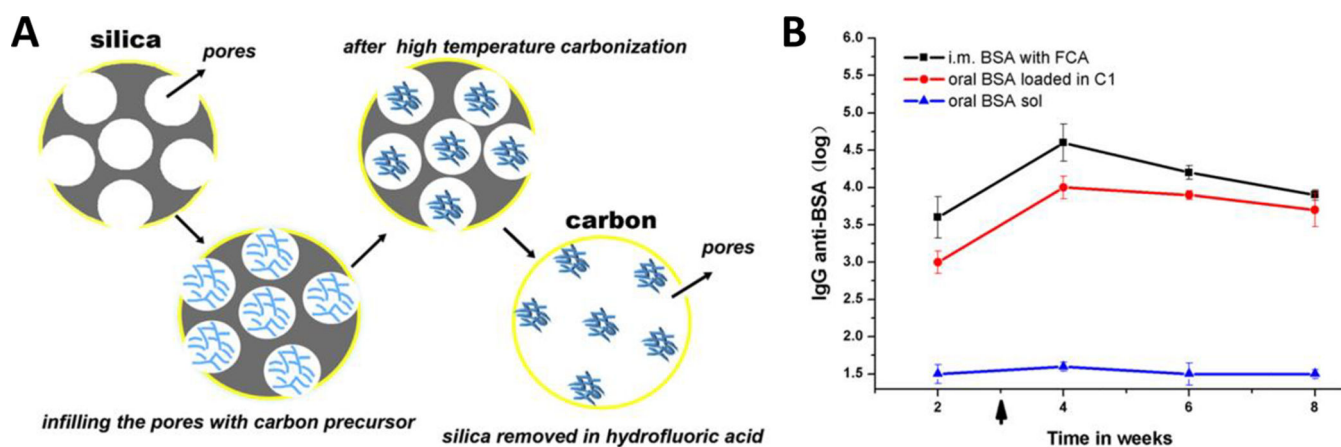 A
silica
pores
after high temperature carbonization
infilling the pores with carbon precursor
carbon
pores
silica removed in hydrofluoric acid
B
IgG anti-BSA (log)
6.0
5.5
5.0
4.5
4.0
3.5
3.0
2.5
2.0
1.5
i.m. BSA with FCA
oral BSA loaded in C1
oral BSA sol
2 4 6 8
Time in weeks